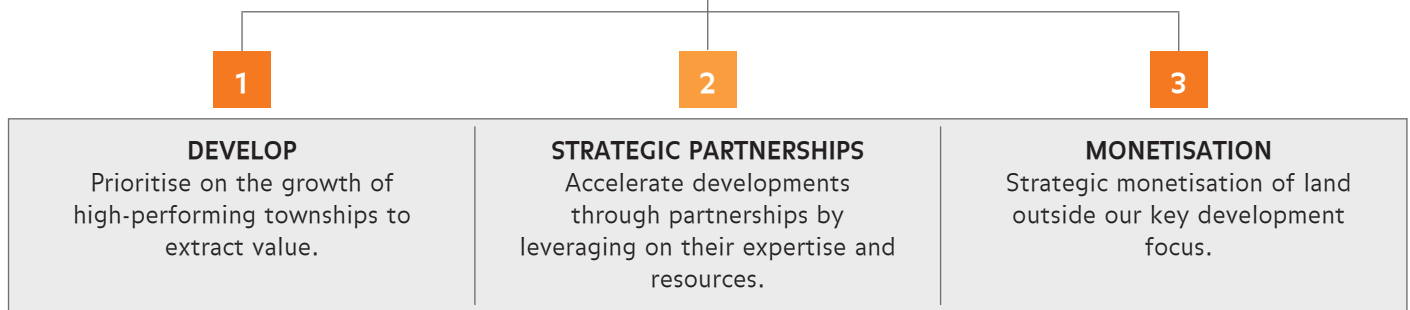 1
DEVELOP
Prioritise on the growth of
high-performing townships to
extract value.
2
STRATEGIC PARTNERSHIPS
Accelerate developments
through partnerships by
leveraging on their expertise and
resources.
3
MONETISATION
Strategic monetisation of land
outside our key development
focus.